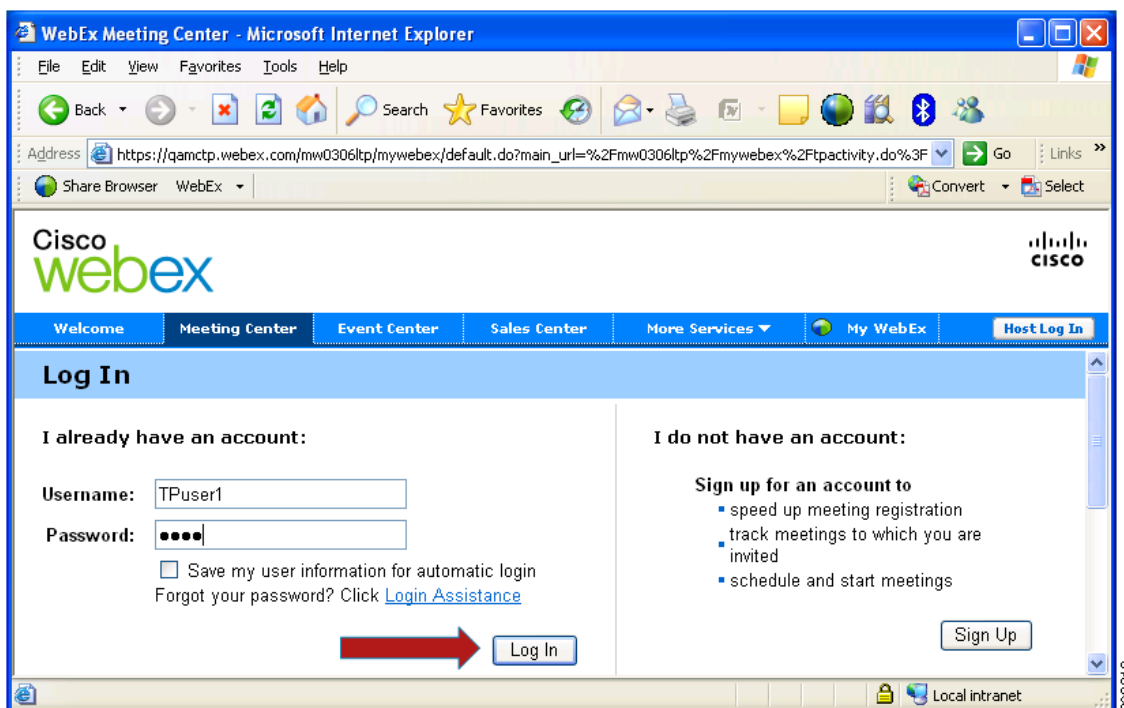 WebEx Meeting Center - Microsoft Internet Explorer
File Edit View Favorites Tools Help
Back Search Favorites
Address https://qamctp.webex.com/mw0306ltp/mywebex/default.do?main_url=%2Fmw0306ltp%2Fmywebex%2Ftpactivity.do%3F Go Links »
Share Browser WebEx Convert Select
Cisco
webex
cisco
Welcome Meeting Center Event Center Sales Center More Services My WebEx Host Log In
Log In
I already have an account:
Username: TPuser1
Password: ••••
Save my user information for automatic login
Forgot your password? Click Login Assistance
Log In
I do not have an account:
Sign up for an account to
speed up meeting registration
track meetings to which you are
invited
schedule and start meetings
Sign Up
Local intranet